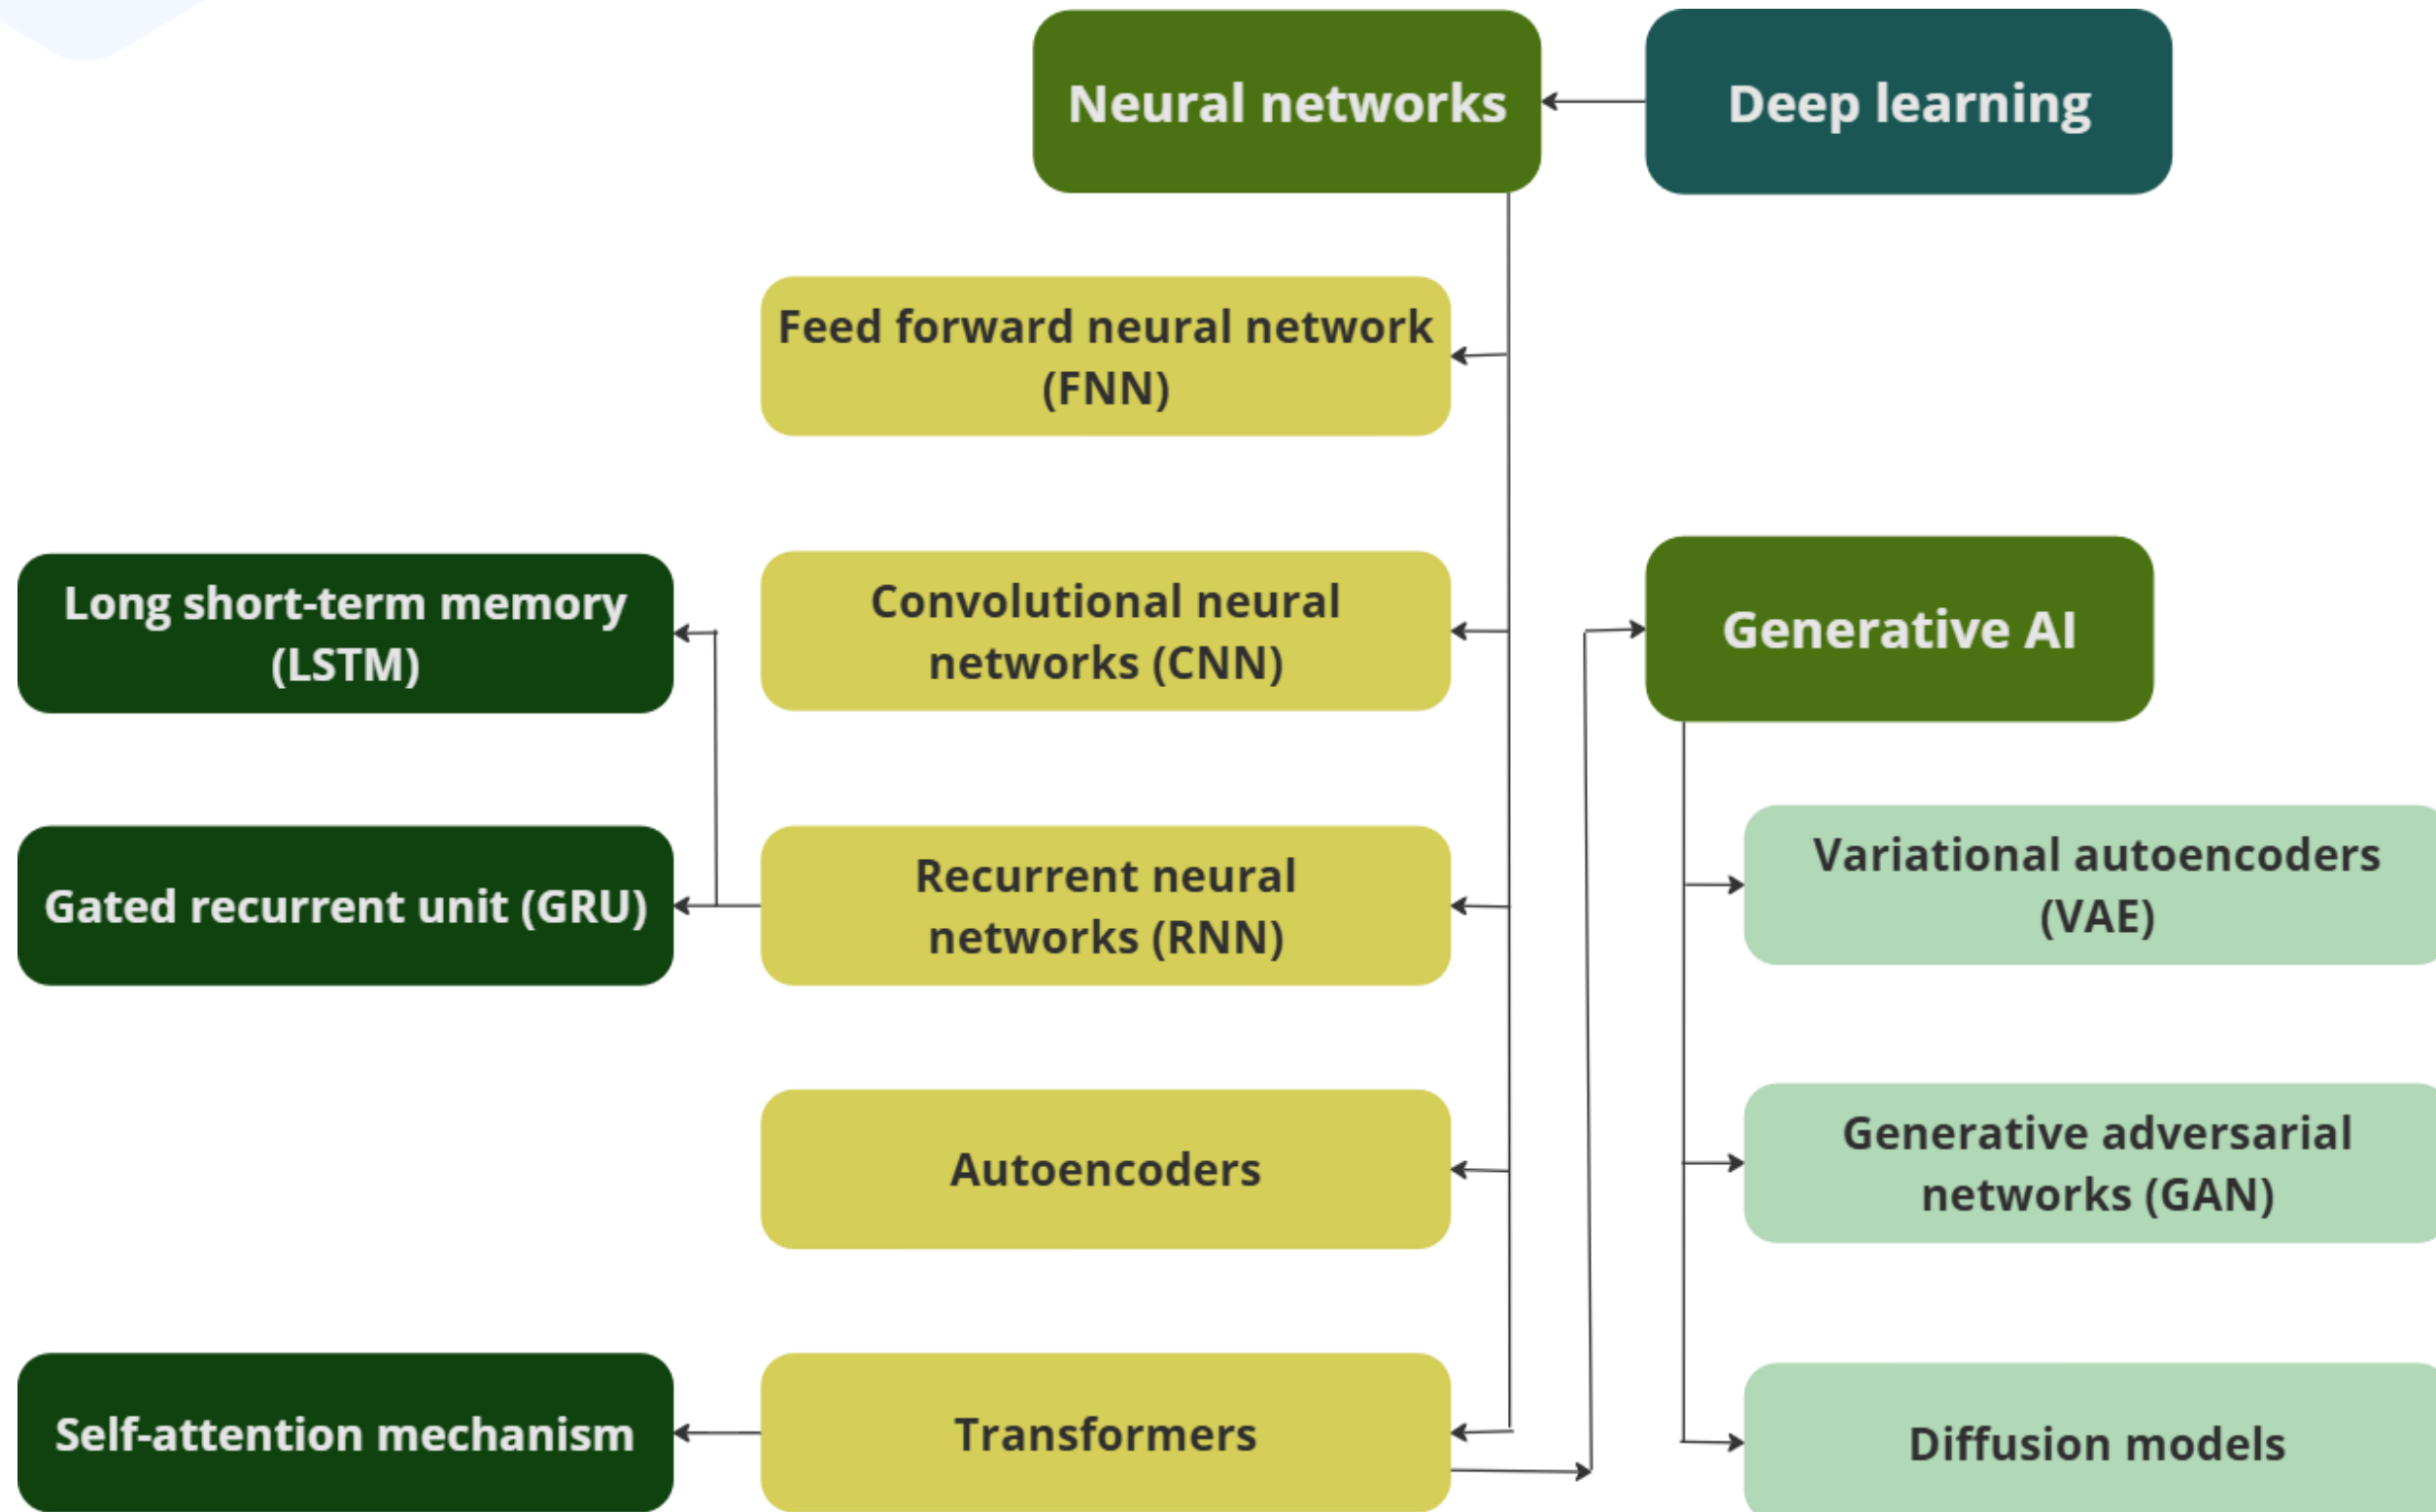 Neural networks
Deep learning
Feed forward neural network
(FNN)
Long short-term memory
(LSTM)
Convolutional neural
networks (CNN)
Generative AI
Gated recurrent unit (GRU)
Recurrent neural
networks (RNN)
Variational autoencoders
(VAE)
Autoencoders
Generative adversarial
networks (GAN)
Self-attention mechanism
Transformers
Diffusion models